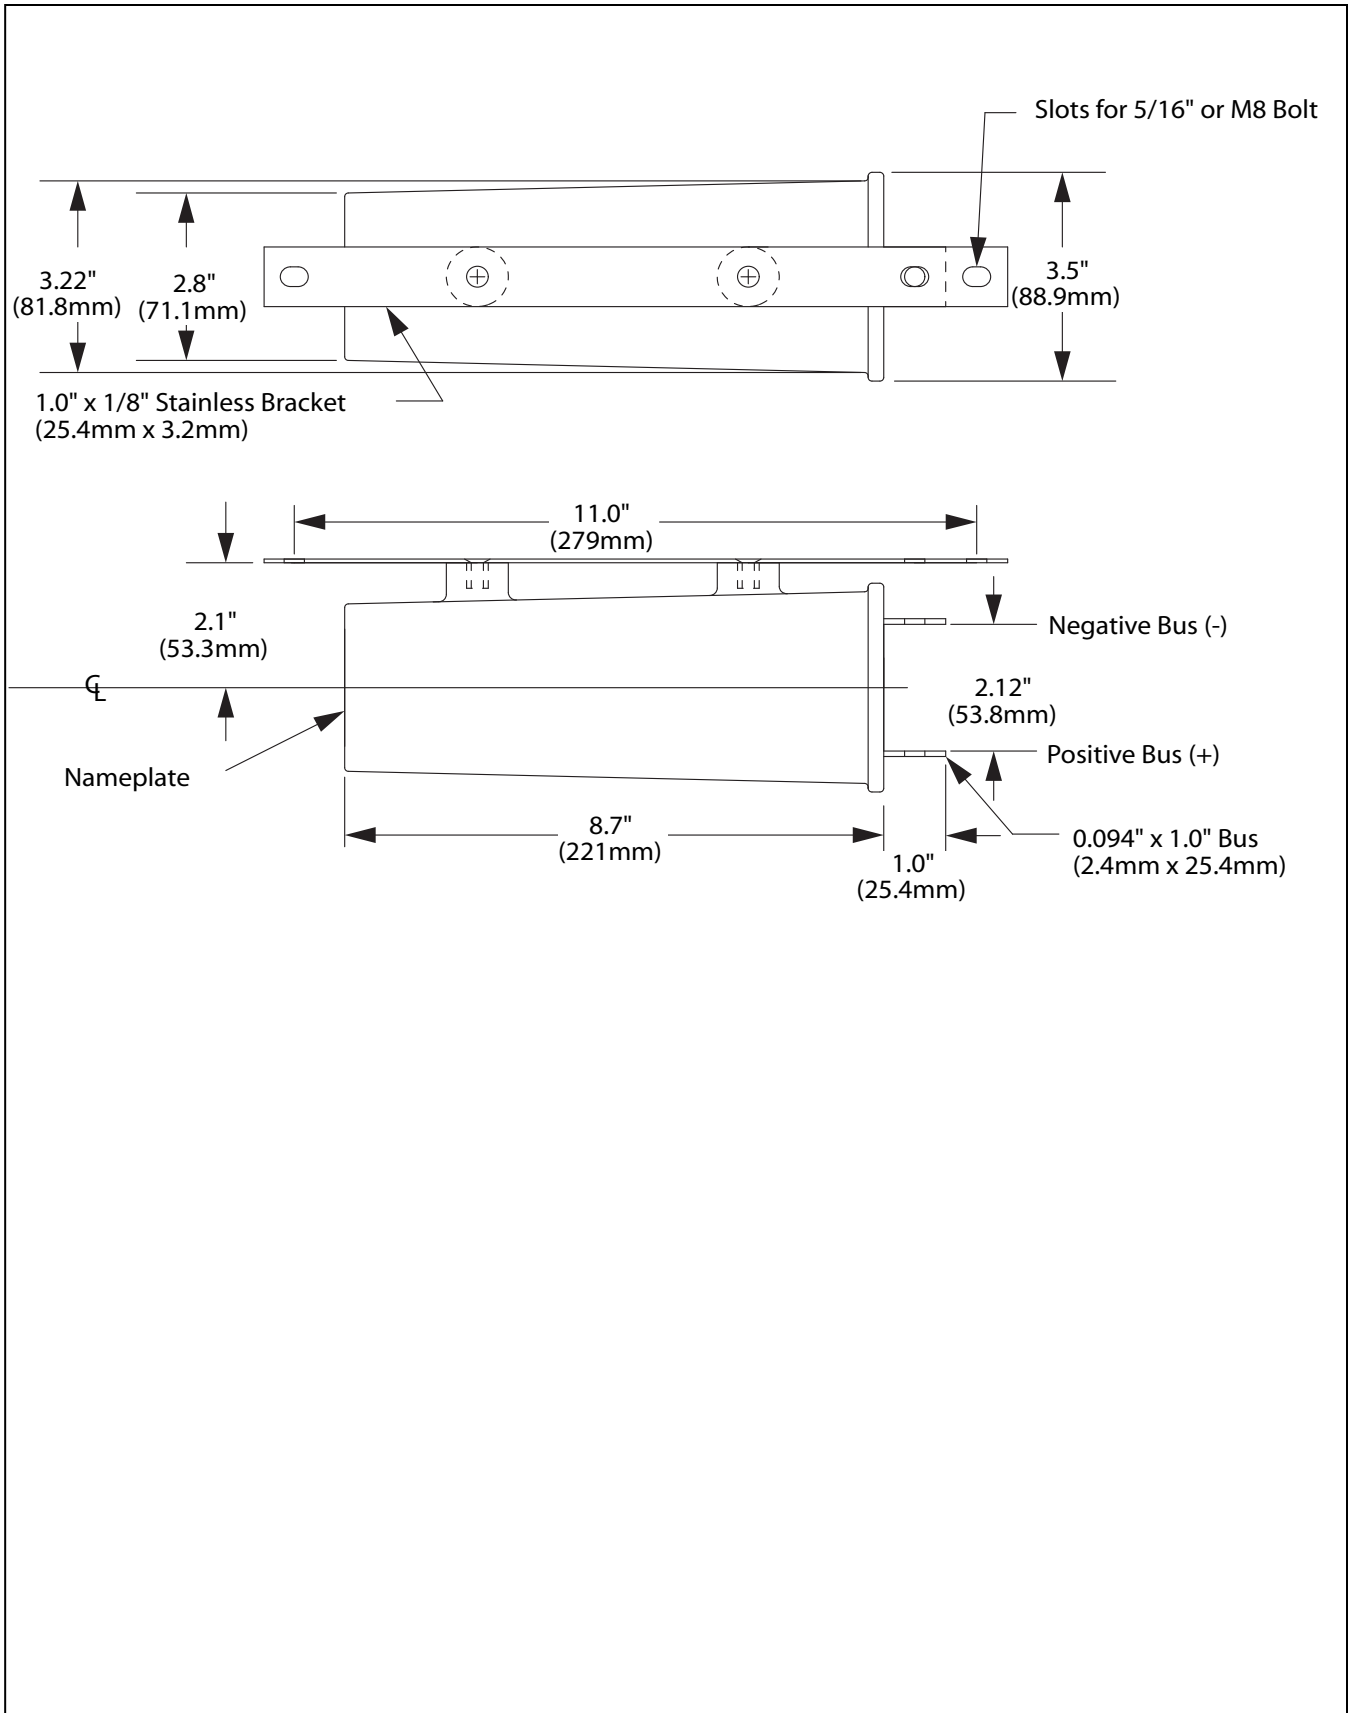 Slots for 5/16" or M8 Bolt
3.22"
(81.8mm)
2.8"
(71.1mm)
3.5"
(88.9mm)
1.0" x 1/8" Stainless Bracket
(25.4mm x 3.2mm)
11.0"
(279mm)
2.1"
(53.3mm)
Negative Bus (-)
℄
2.12"
(53.8mm)
Positive Bus (+)
Nameplate
8.7"
(221mm)
1.0"
(25.4mm)
0.094" x 1.0" Bus
(2.4mm x 25.4mm)